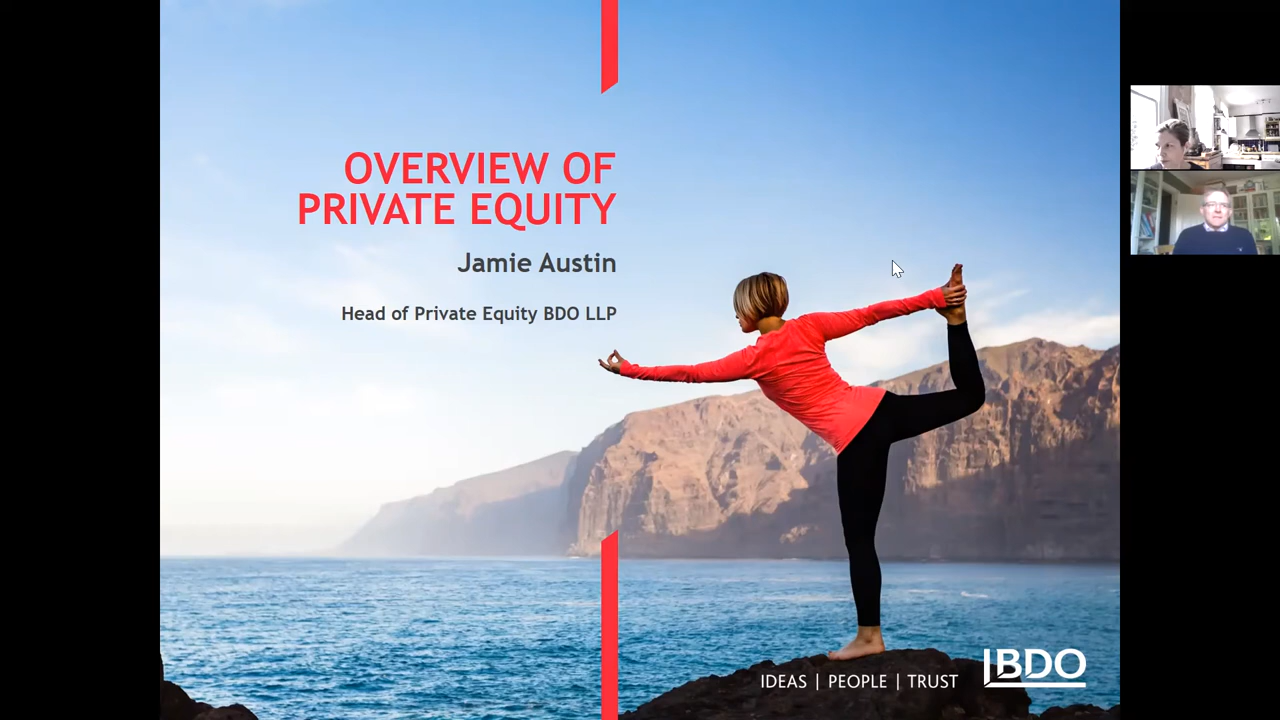 OVERVIEW OF
PRIVATE EQUITY
Jamie Austin
Head of Private Equity BDO LLP
IDEAS | PEOPLE | TRUST
BDO